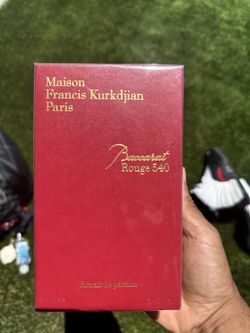 Maison
Francis Kurkdjian
Paris
Baccarat
Rouge 540
Extrait de parfum